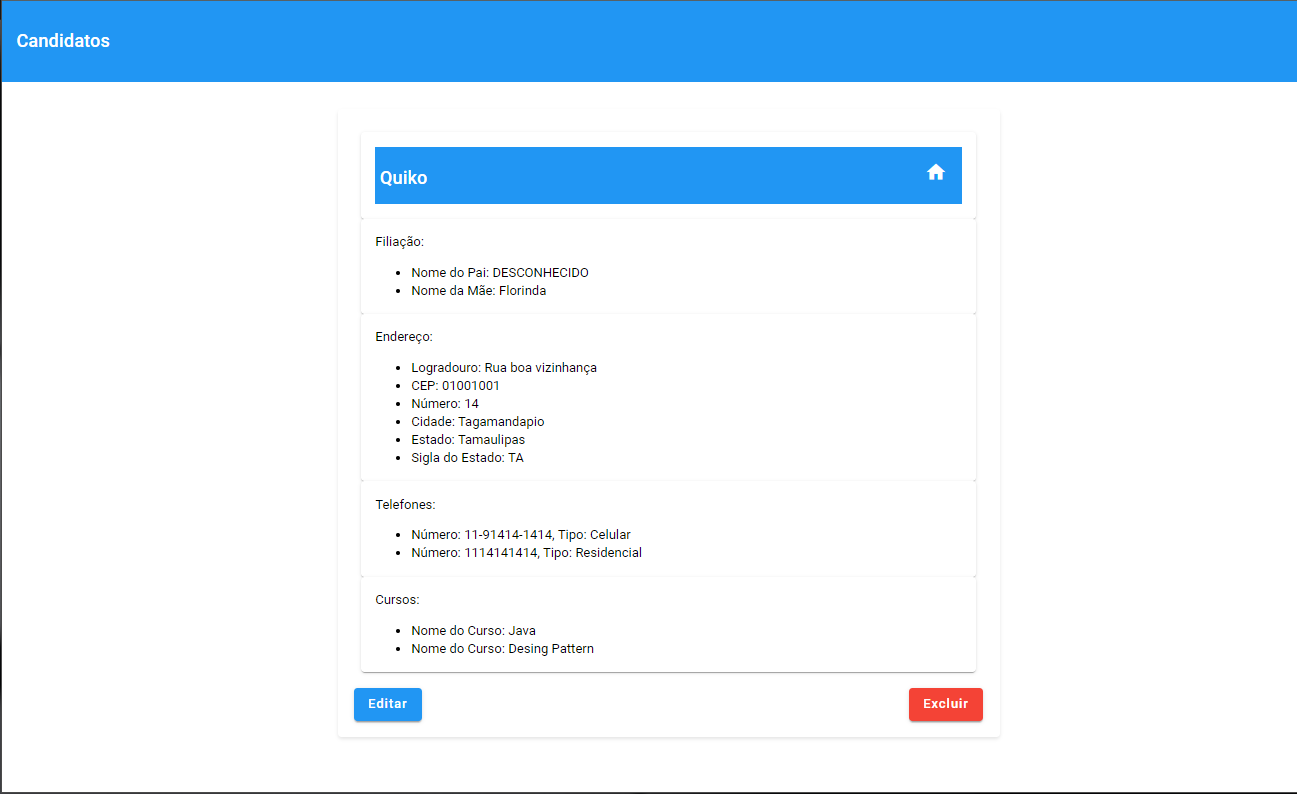 Candidatos
Quiko
Filiação:
Nome do Pai: DESCONHECIDO
Nome da Mãe: Florinda
Endereço:
Logradouro: Rua boa vizinhança
CEP: 01001001
Número: 14
Cidade: Tagamandapio
Estado: Tamaulipas
Sigla do Estado: TA
Telefones:
Número: 11-91414-1414, Tipo: Celular
Número: 1114141414, Tipo: Residencial
Cursos:
Nome do Curso: Java
Nome do Curso: Desing Pattern
Editar
Excluir